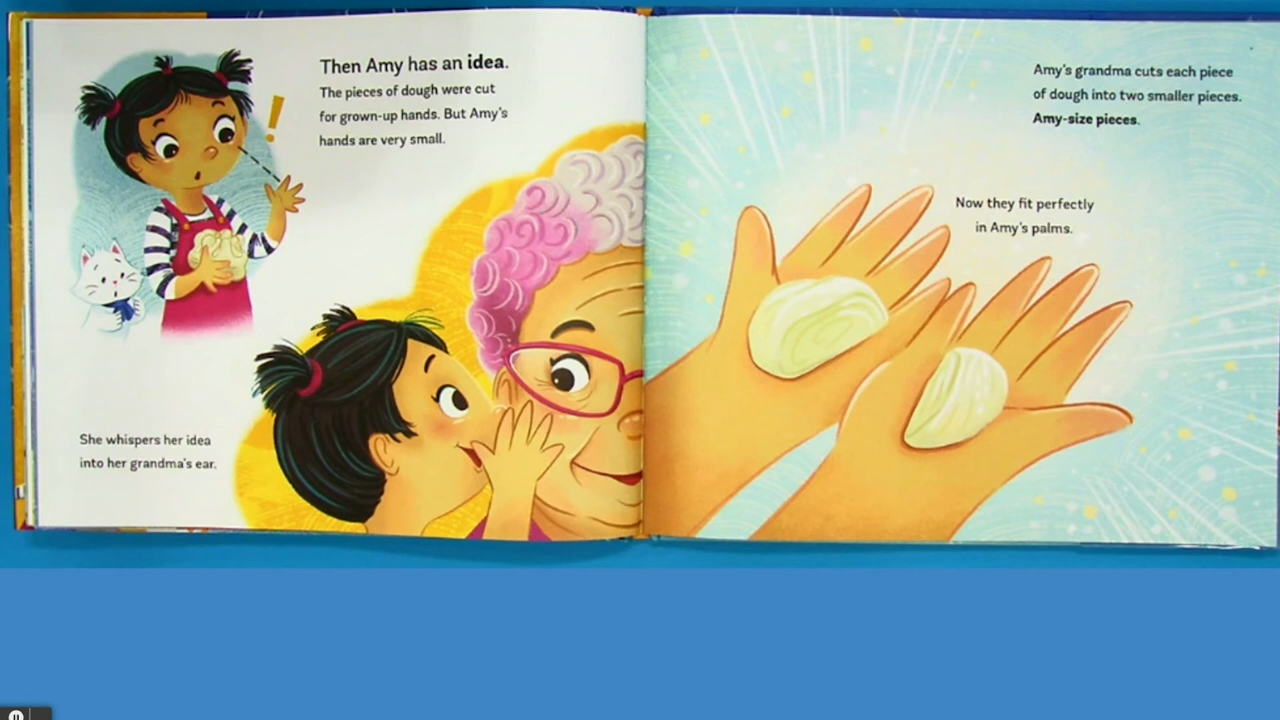 Then Amy has an idea.
The pieces of dough were cut
for grown-up hands. But Amy's
hands are very small.
She whispers her idea
into her grandma's ear.
Amy's grandma cuts each piece
of dough into two smaller pieces.
Amy-size pieces.
Now they fit perfectly
in Amy's palms.